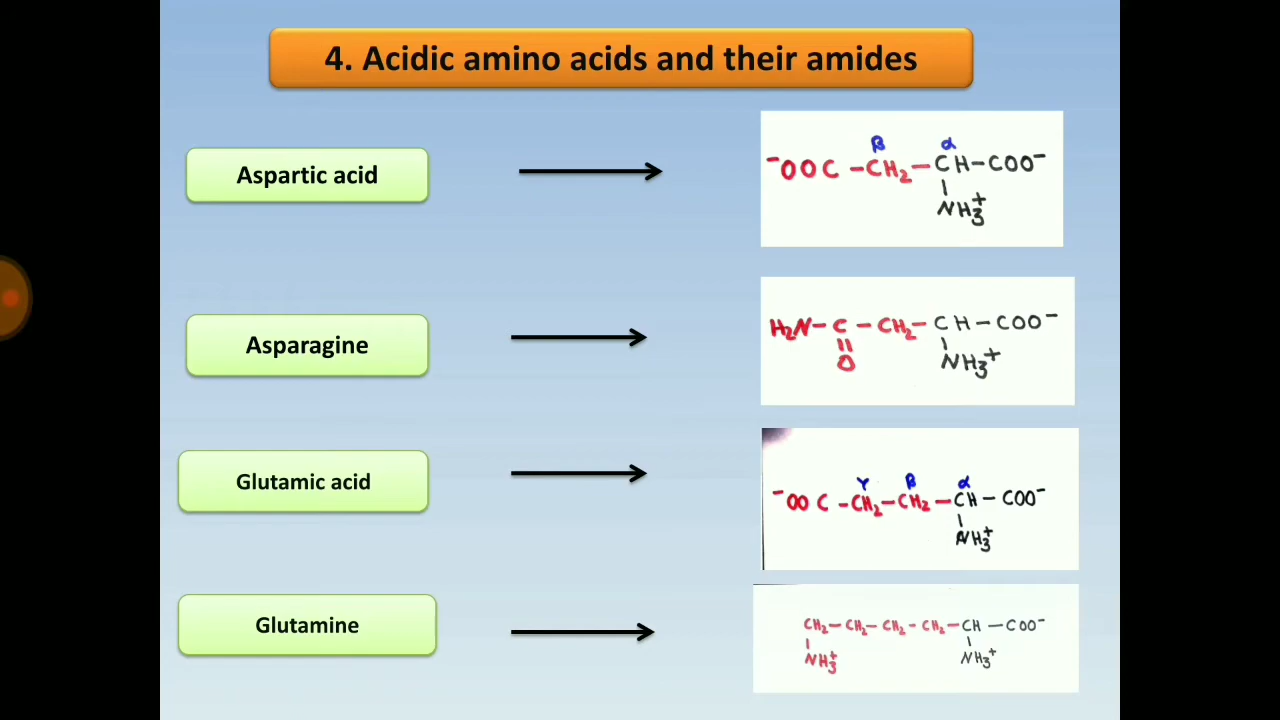 4. Acidic amino acids and their amides
Aspartic acid
β α
⁻OOC –CH₂–CH–COO⁻
NH₃⁺
Asparagine
H₂N–C–CH₂–CH–COO⁻
O NH₃⁺
Glutamic acid
γ β α
⁻OOC –CH₂–CH₂–CH–COO⁻
NH₃⁺
Glutamine
CH₂–CH₂–CH₂–CH₂–CH–COO⁻
NH₃⁺ NH₃⁺